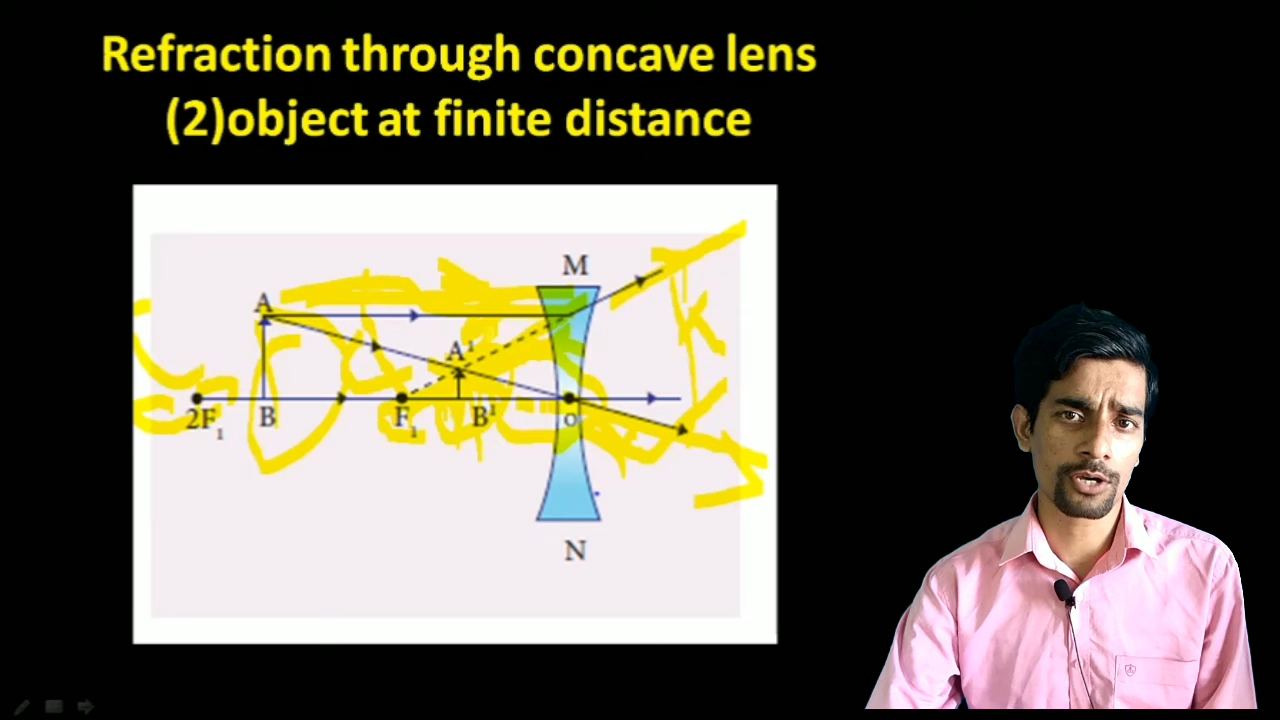 Refraction through concave lens
(2)object at finite distance
M
A
A¹
2F₁ B F₁ B¹ O
N